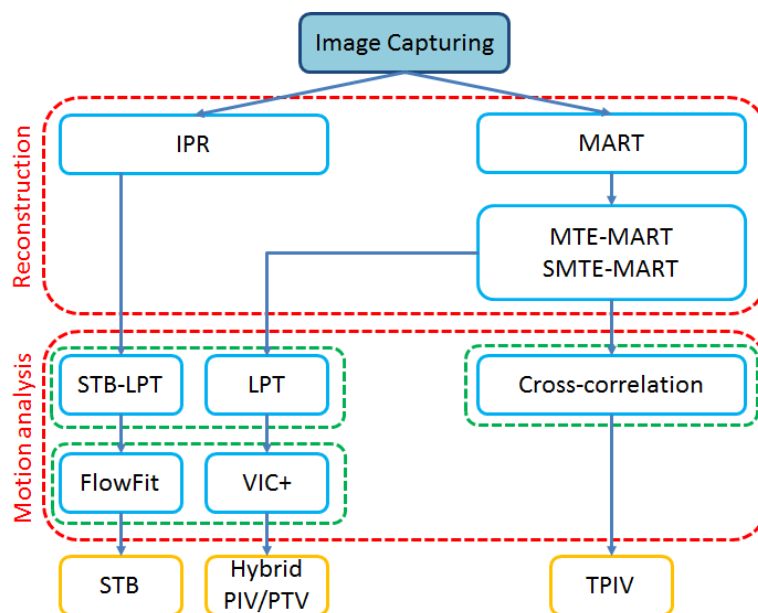 Image Capturing
Reconstruction
IPR
MART
MTE-MART
SMTE-MART
Motion analysis
STB-LPT
LPT
Cross-correlation
FlowFit
VIC+
STB
Hybrid
PIV/PTV
TPIV